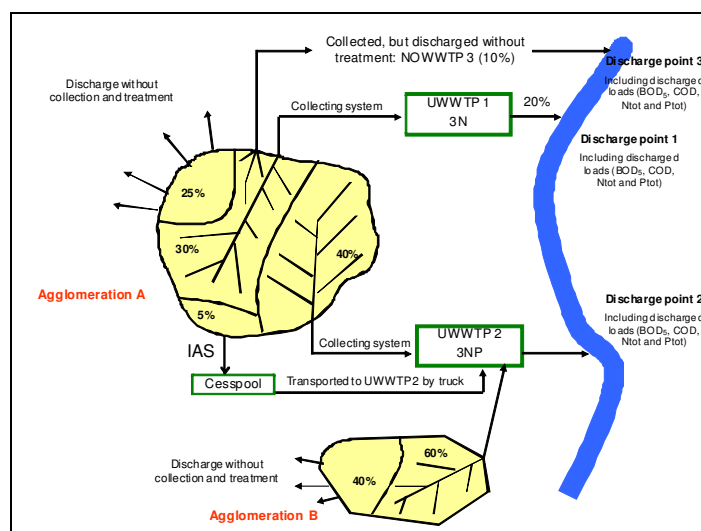 Collected, but discharged without
treatment: NOWWTP 3 (10%)
Discharge point 3
Including discharged
loads (BOD5, COD,
Ntot and Ptot)
Discharge without
collection and treatment
Collecting system
UWWTP 1
3N
20%
Discharge point 1
Including discharged
loads (BOD5, COD,
Ntot and Ptot)
25%
30%
40%
5%
Agglomeration A
IAS
Cesspool
Transported to UWWTP2 by truck
Collecting system
UWWTP 2
3NP
Discharge point 2
Including discharged
loads (BOD5, COD,
Ntot and Ptot)
Discharge without
collection and treatment
60%
40%
Agglomeration B